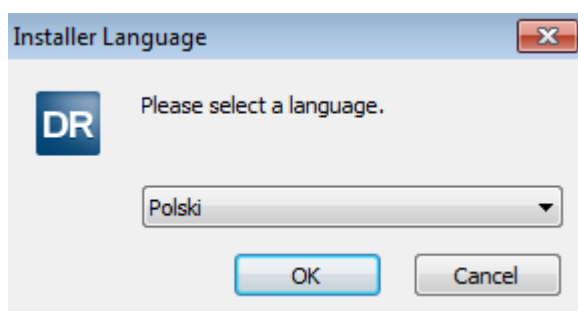 Installer Language
DR
Please select a language.
Polski
OK
Cancel